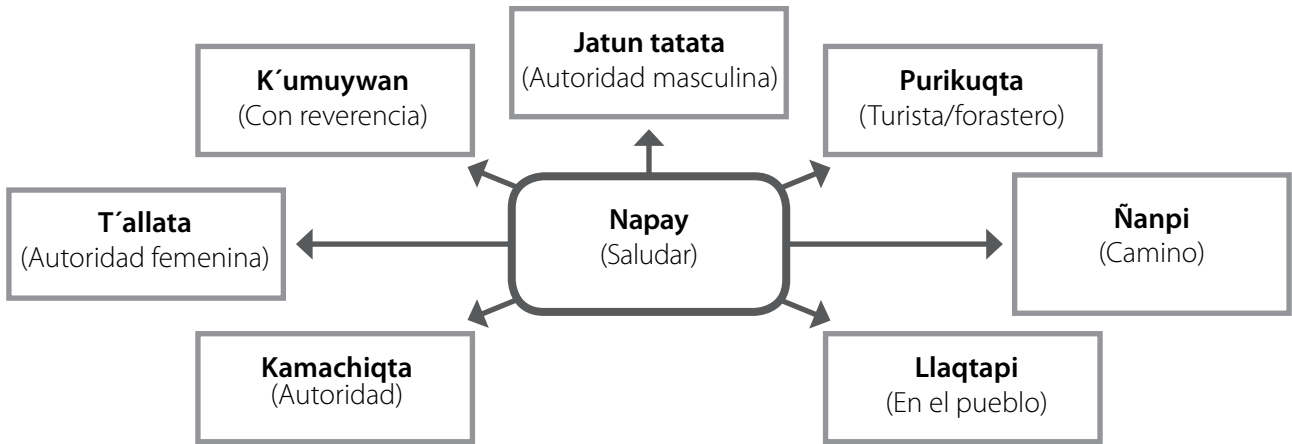 Jatun tatata
(Autoridad masculina)
K´umuywan
(Con reverencia)
Purikuqta
(Turista/forastero)
T´allata
(Autoridad femenina)
Napay
(Saludar)
Ñanpi
(Camino)
Kamachiqta
(Autoridad)
Llaqtapi
(En el pueblo)